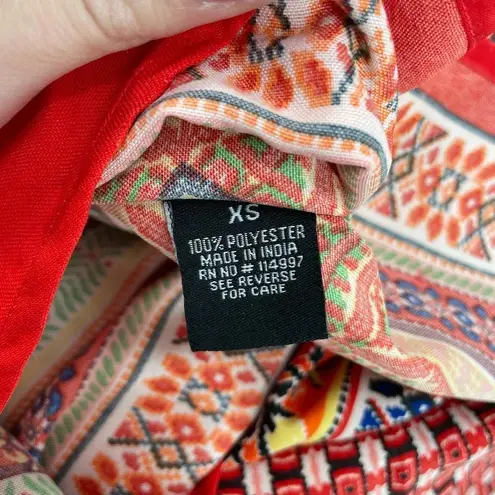 XS
100% POLYESTER
MADE IN INDIA
RN NO # 114997
SEE REVERSE
FOR CARE